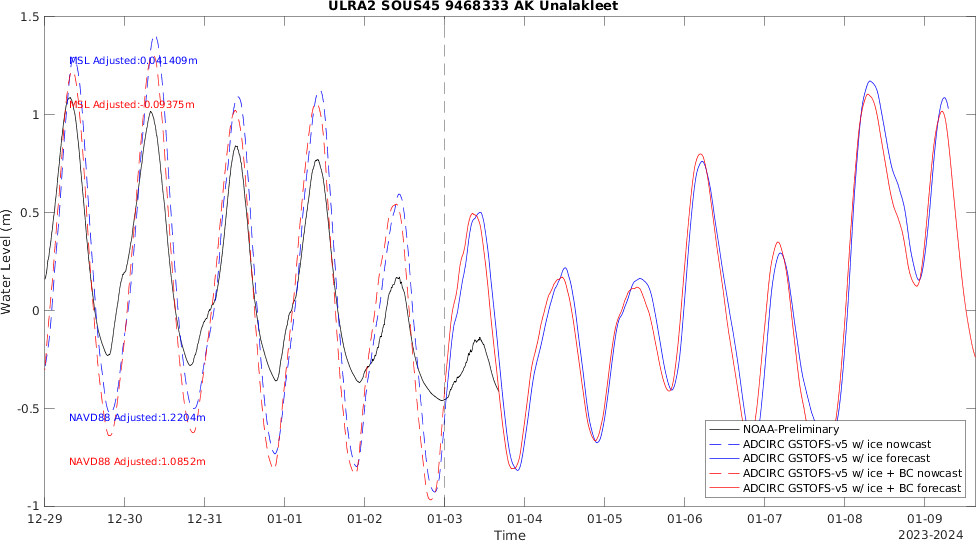 ULRA2 SOUS45 9468333 AK Unalakleet
1.5
1
0.5
0
-0.5
-1
Water Level (m)
MSL Adjusted:0.041409m
MSL Adjusted:-0.09375m
NAVD88 Adjusted:1.2204m
NAVD88 Adjusted:1.0852m
NOAA-Preliminary
ADCIRC GSTOFS-v5 w/ ice nowcast
ADCIRC GSTOFS-v5 w/ ice forecast
ADCIRC GSTOFS-v5 w/ ice + BC nowcast
ADCIRC GSTOFS-v5 w/ ice + BC forecast
12-29 12-30 12-31 01-01 01-02 01-03 01-04 01-05 01-06 01-07 01-08 01-09
Time
2023-2024